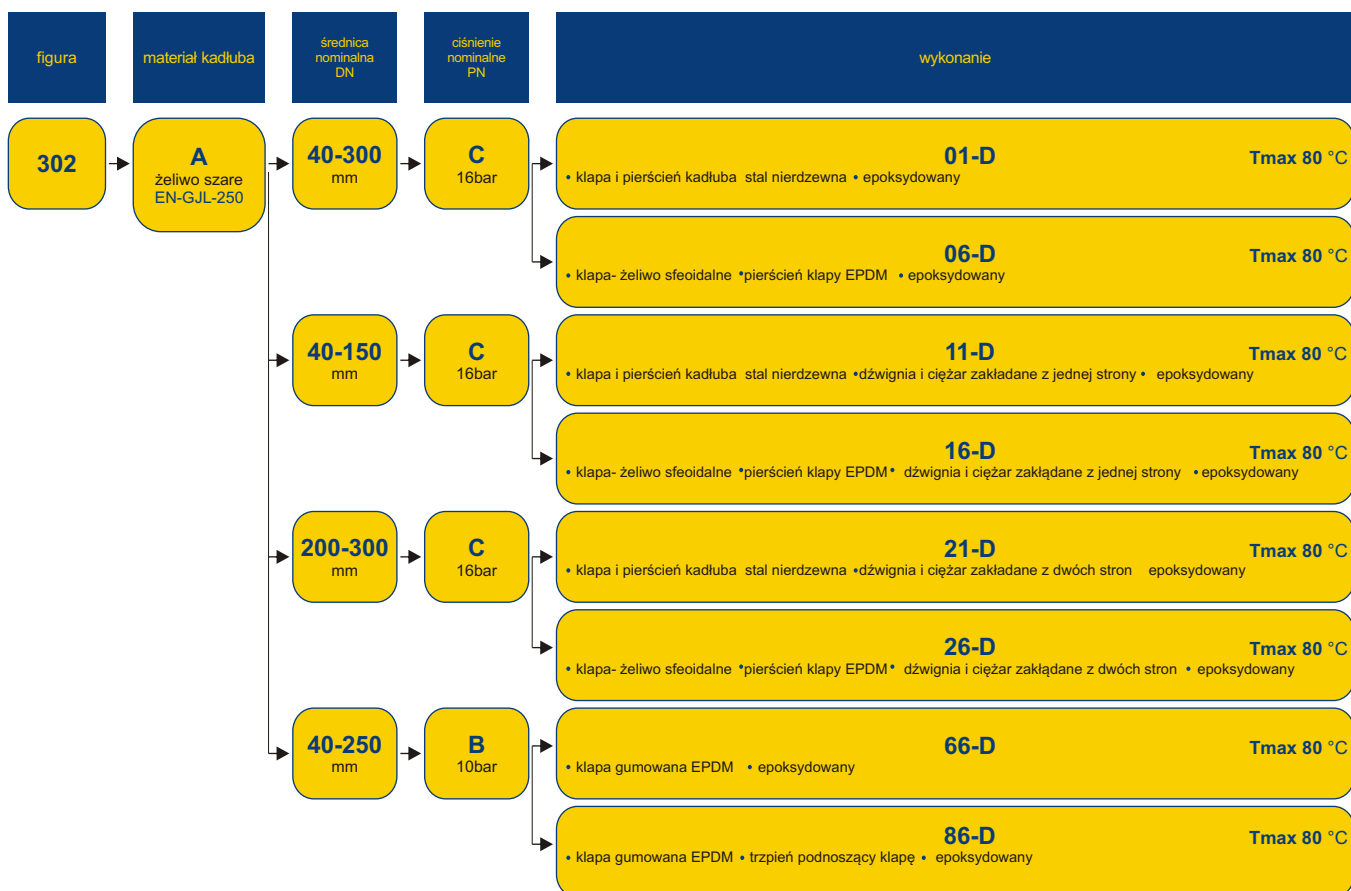 figura
materiał kadłuba
średnica
nominalna
DN
ciśnienie
nominalne
PN
wykonanie
302
A
żeliwo szare
EN-GJL-250
40-300
mm
C
16bar
01-D Tmax 80 °C
• klapa i pierścień kadłuba stal nierdzewna • epoksydowany
06-D Tmax 80 °C
• klapa- żeliwo sfeoidalne •pierścień klapy EPDM • epoksydowany
40-150
mm
C
16bar
11-D Tmax 80 °C
• klapa i pierścień kadłuba stal nierdzewna •dźwignia i ciężar zakładane z jednej strony • epoksydowany
16-D Tmax 80 °C
• klapa- żeliwo sfeoidalne •pierścień klapy EPDM • dźwignia i ciężar zakłądane z jednej strony • epoksydowany
200-300
mm
C
16bar
21-D Tmax 80 °C
• klapa i pierścień kadłuba stal nierdzewna •dźwignia i ciężar zakładane z dwóch stron epoksydowany
26-D Tmax 80 °C
• klapa- żeliwo sfeoidalne •pierścień klapy EPDM • dźwignia i ciężar zakłądane z dwóch stron • epoksydowany
40-250
mm
B
10bar
66-D Tmax 80 °C
• klapa gumowana EPDM • epoksydowany
86-D Tmax 80 °C
• klapa gumowana EPDM • trzpień podnoszący klapę • epoksydowany